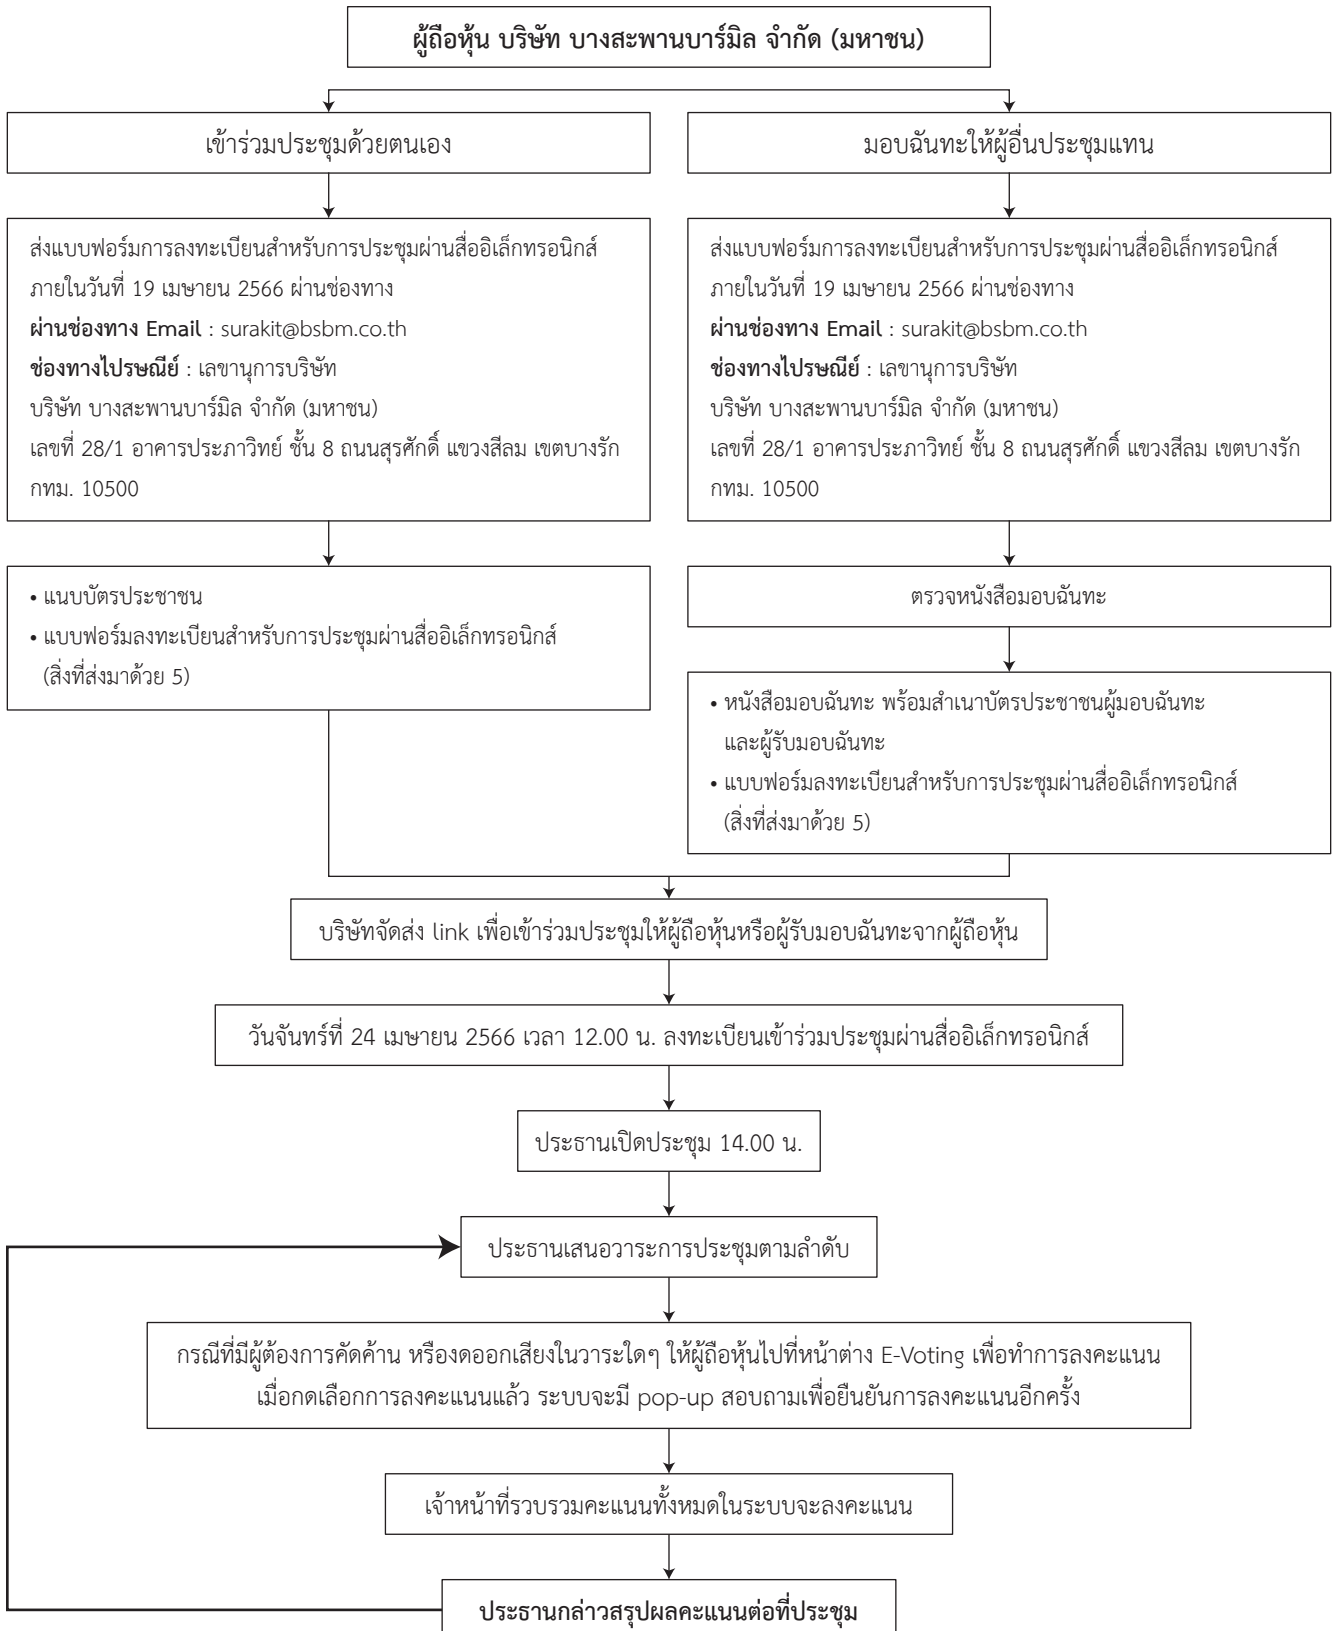 ผู้ถือหุ้น บริษัท บางสะพานบาร์มิล จำกัด (มหาชน)
เข้าร่วมประชุมด้วยตนเอง
ส่งแบบฟอร์มการลงทะเบียนสำหรับการประชุมผ่านสื่ออิเล็กทรอนิกส์
ภายในวันที่ 19 เมษายน 2566 ผ่านช่องทาง
ผ่านช่องทาง Email : surakit@bsbm.co.th
ช่องทางไปรษณีย์ : เลขานุการบริษัท
บริษัท บางสะพานบาร์มิล จำกัด (มหาชน)
เลขที่ 28/1 อาคารประภาวิทย์ ชั้น 8 ถนนสุรศักดิ์ แขวงสีลม เขตบางรัก
กทม. 10500
• แนบบัตรประชาชน
• แบบฟอร์มลงทะเบียนสำหรับการประชุมผ่านสื่ออิเล็กทรอนิกส์
(สิ่งที่ส่งมาด้วย 5)
มอบฉันทะให้ผู้อื่นประชุมแทน
ส่งแบบฟอร์มการลงทะเบียนสำหรับการประชุมผ่านสื่ออิเล็กทรอนิกส์
ภายในวันที่ 19 เมษายน 2566 ผ่านช่องทาง
ผ่านช่องทาง Email : surakit@bsbm.co.th
ช่องทางไปรษณีย์ : เลขานุการบริษัท
บริษัท บางสะพานบาร์มิล จำกัด (มหาชน)
เลขที่ 28/1 อาคารประภาวิทย์ ชั้น 8 ถนนสุรศักดิ์ แขวงสีลม เขตบางรัก
กทม. 10500
ตรวจหนังสือมอบฉันทะ
• หนังสือมอบฉันทะ พร้อมสำเนาบัตรประชาชนผู้มอบฉันทะ
และผู้รับมอบฉันทะ
• แบบฟอร์มลงทะเบียนสำหรับการประชุมผ่านสื่ออิเล็กทรอนิกส์
(สิ่งที่ส่งมาด้วย 5)
บริษัทจัดส่ง link เพื่อเข้าร่วมประชุมให้ผู้ถือหุ้นหรือผู้รับมอบฉันทะจากผู้ถือหุ้น
วันจันทร์ที่ 24 เมษายน 2566 เวลา 12.00 น. ลงทะเบียนเข้าร่วมประชุมผ่านสื่ออิเล็กทรอนิกส์
ประธานเปิดประชุม 14.00 น.
ประธานเสนอวาระการประชุมตามลำดับ
กรณีที่มีผู้ต้องการคัดค้าน หรืองดออกเสียงในวาระใดๆ ให้ผู้ถือหุ้นไปที่หน้าต่าง E-Voting เพื่อทำการลงคะแนน
เมื่อกดเลือกการลงคะแนนแล้ว ระบบจะมี pop-up สอบถามเพื่อยืนยันการลงคะแนนอีกครั้ง
เจ้าหน้าที่รวบรวมคะแนนทั้งหมดในระบบจะลงคะแนน
ประธานกล่าวสรุปผลคะแนนต่อที่ประชุม